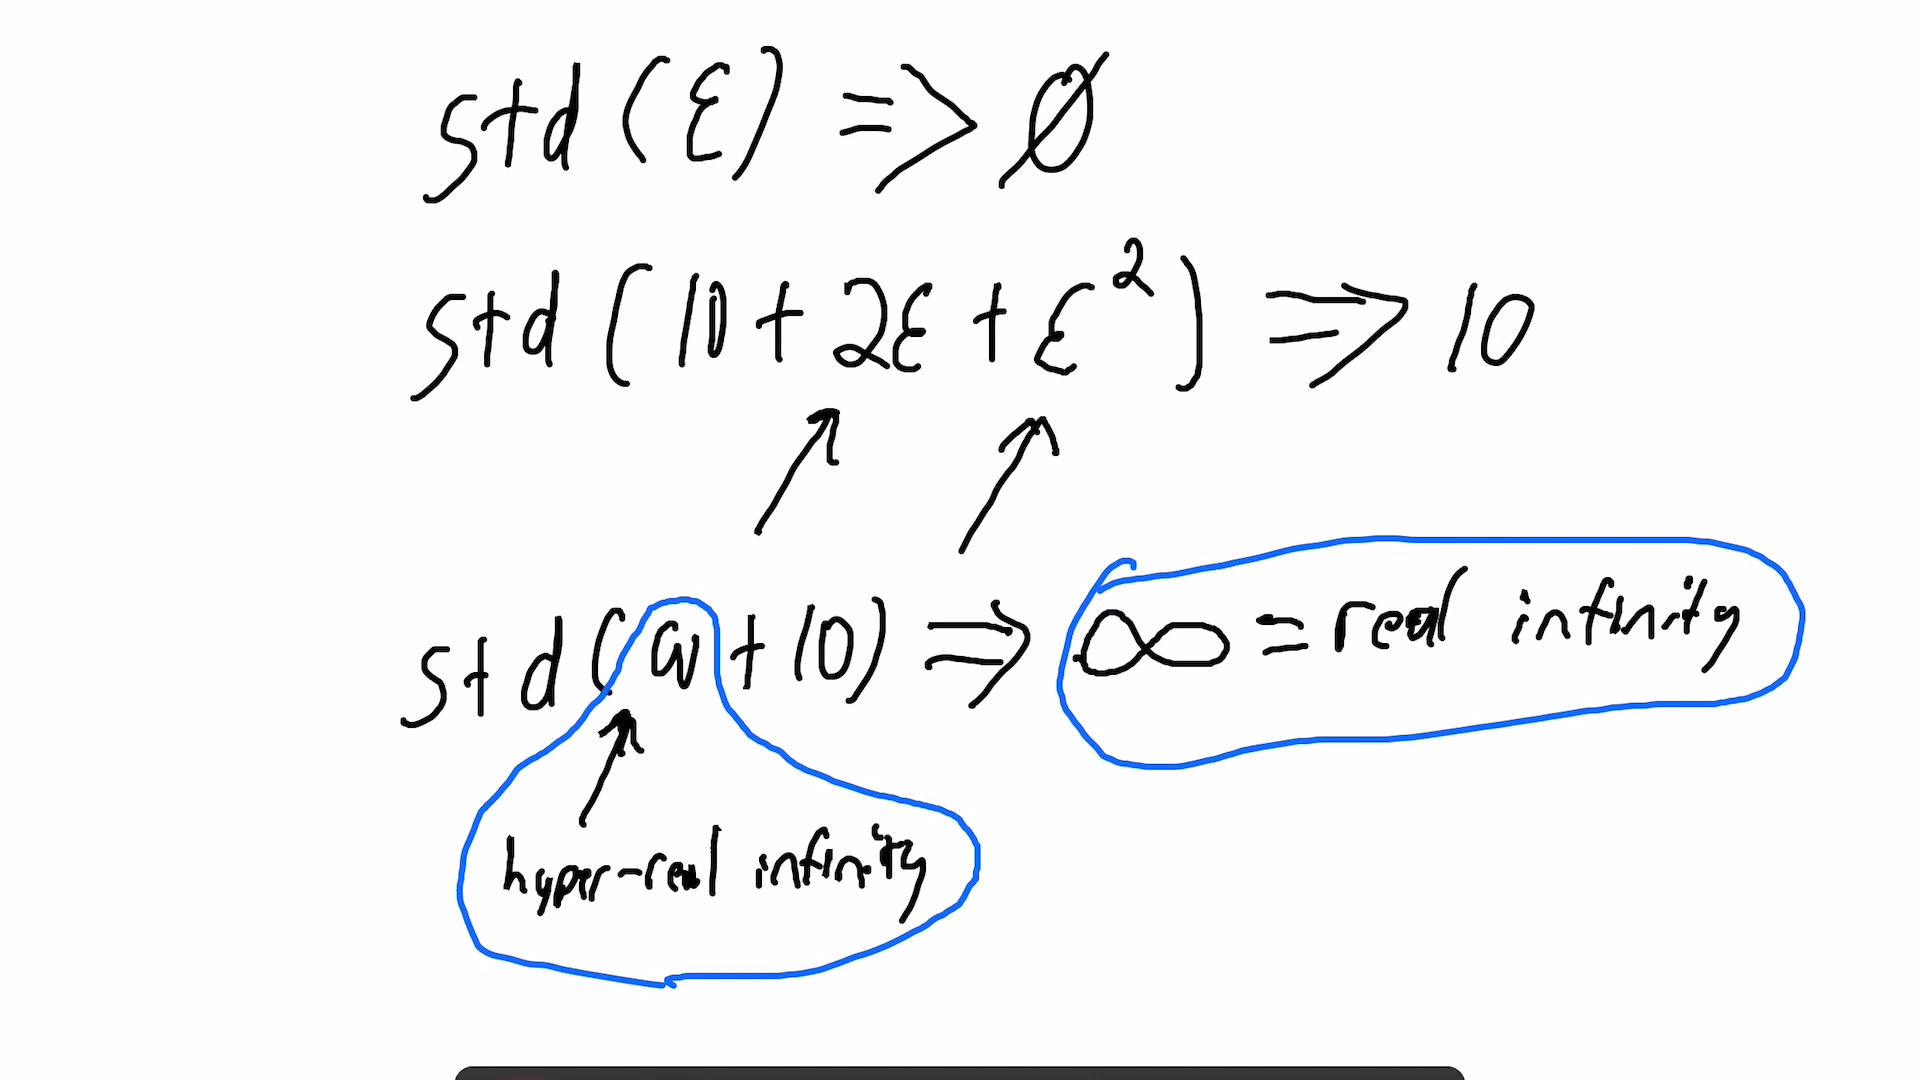 std(ε) => 0
std(10 + 2ε + ε²) => 10
std(ω + 10) => ∞ = real infinity
hyper-real infinity